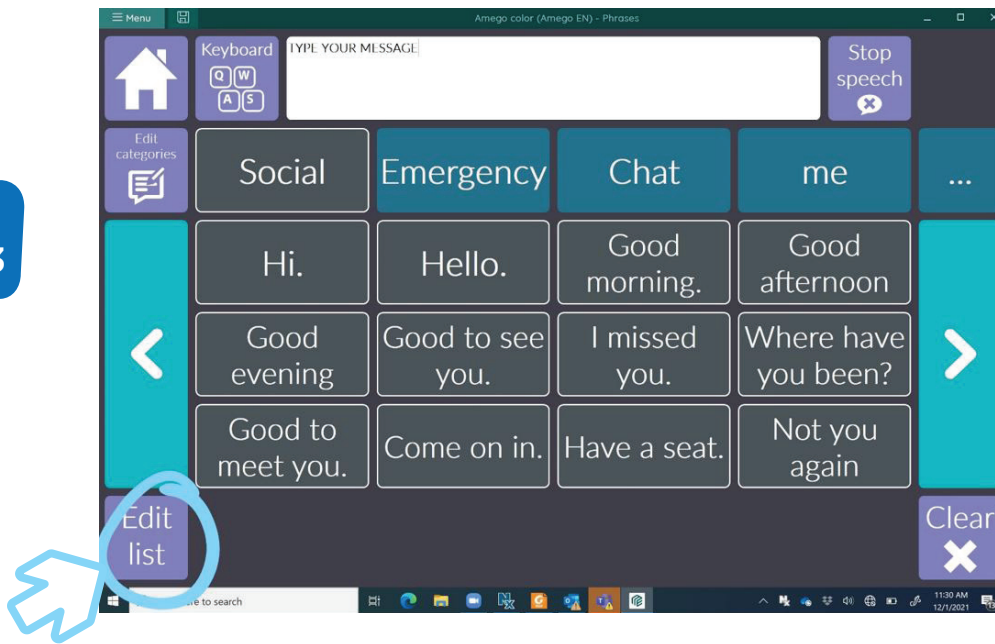 Menu
Amego color (Amego EN) - Phrases
Keyboard
Q W
A S
TYPE YOUR MESSAGE
Stop
speech
Edit
categories
Social
Emergency
Chat
me
...
3
Hi.
Hello.
Good
morning.
Good
afternoon
Good
evening
Good to see
you.
I missed
you.
Where have
you been?
Good to
meet you.
Come on in.
Have a seat.
Not you
again
Edit
list
Clear
e to search
11:30 AM
12/1/2021